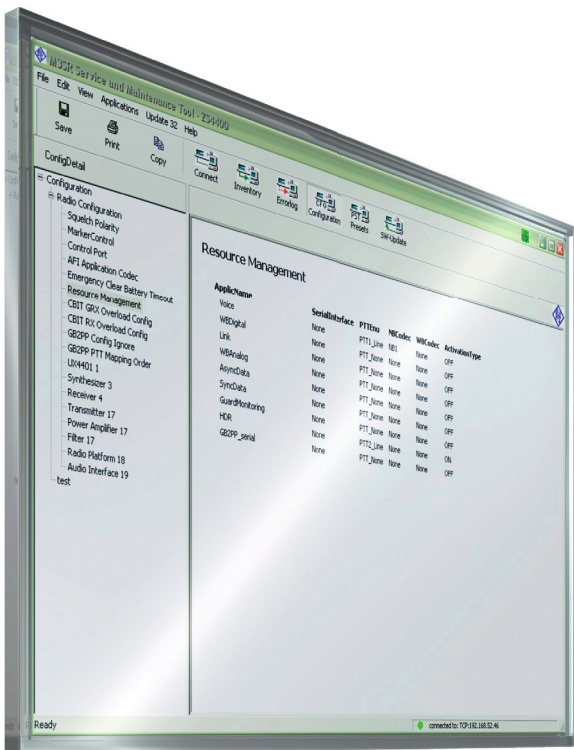 M3SR Service and Maintenance Tool - ZS4400
File Edit View Applications Update 32 Help
Save Print Copy Connect Inventory Errorlog CFG Configuration PST Presets SW-Update
ConfigDetail
Configuration
Radio Configuration
Squelch Polarity
MarkerControl
Control Port
AFI Application Codec
Emergency Clear Battery Timeout
Resource Management
CBIT GRX Overload Config
CBIT RX Overload Config
GB2PP Config Ignore
GB2PP PTT Mapping Order
UX4401 1
Synthesizer 3
Receiver 4
Transmitter 17
Power Amplifier 17
Filter 17
Radio Platform 18
Audio Interface 19
test
Resource Management
ApplicName SerialInterface PTTEnu NBCodec WBCodec ActivationType
Voice None PTT1_Line NB1 None OFF
WBDigital None PTT_None None None OFF
Link None PTT_None None None OFF
WBAnalog None PTT_None None None OFF
AsyncData None PTT_None None None OFF
SyncData None PTT_None None None OFF
GuardMonitoring None PTT_None None None OFF
HDR None PTT2_Line None None ON
GB2PP_serial None PTT_None None None OFF
Ready
connected to: TCP:192.168.52.46